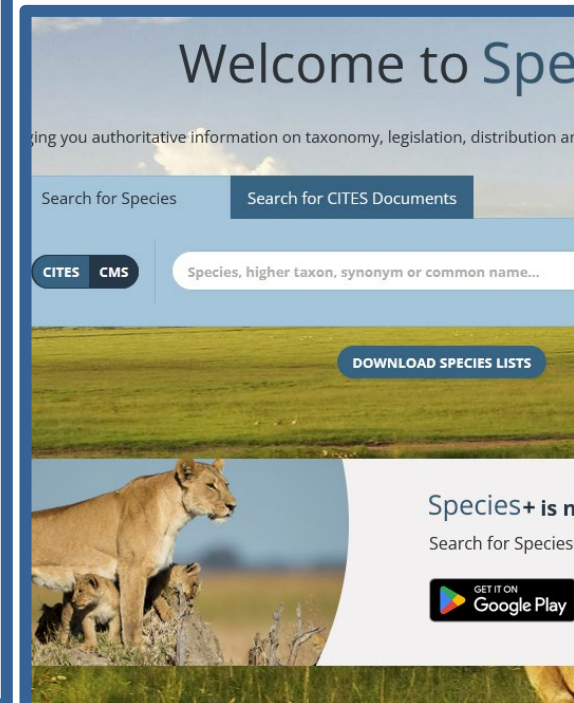 Welcome to Spe
ging you authoritative information on taxonomy, legislation, distribution ar
Search for Species
Search for CITES Documents
CITES
CMS
Species, higher taxon, synonym or common name...
DOWNLOAD SPECIES LISTS
Species+ is n
Search for Species
GET IT ON
Google Play